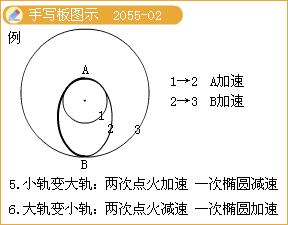 手写板图示 2055-02
例
A
1→2 A加速
2→3 B加速
1
2
3
B
5.小轨变大轨：两次点火加速 一次椭圆减速
6.大轨变小轨：两次点火减速 一次椭圆加速